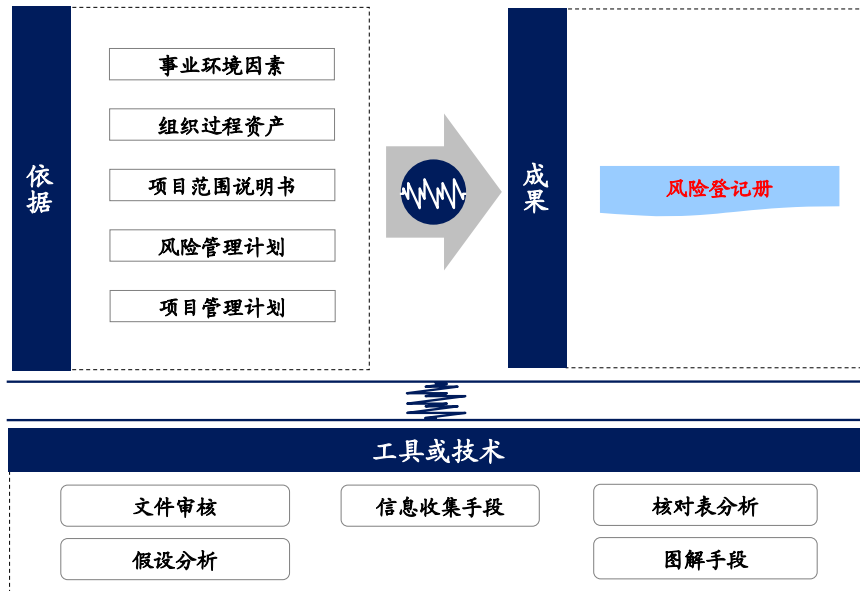 依据
事业环境因素
组织过程资产
项目范围说明书
风险管理计划
项目管理计划
成果
风险登记册
工具或技术
文件审核
信息收集手段
核对表分析
假设分析
图解手段